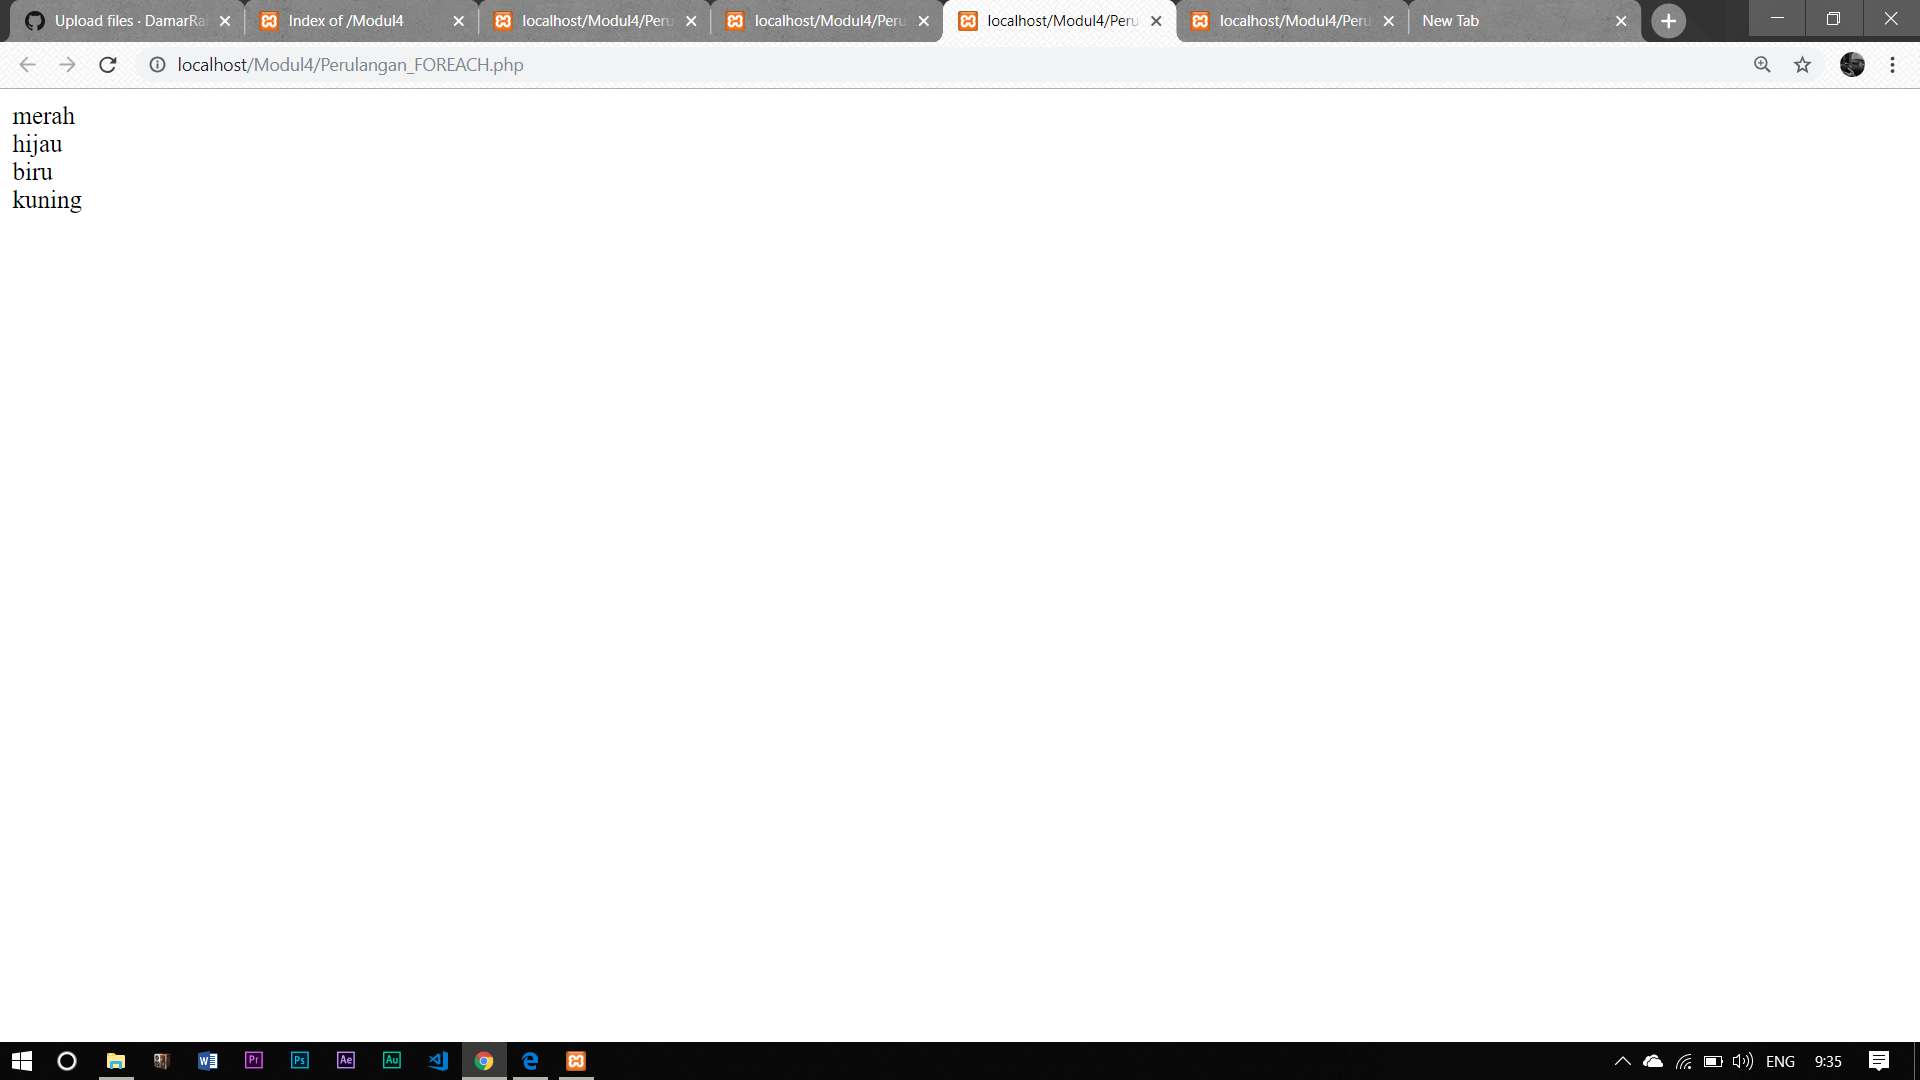 Upload files · DamarRa
Index of /Modul4
localhost/Modul4/Peru
localhost/Modul4/Peru
localhost/Modul4/Peru
localhost/Modul4/Peru
New Tab
localhost/Modul4/Perulangan_FOREACH.php
merah
hijau
biru
kuning
W
Pr
Ps
Ae
Au
ENG
9:35